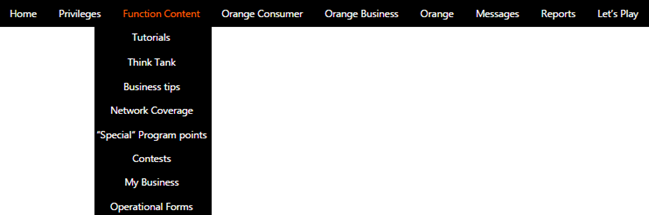 Home Privileges Function Content Orange Consumer Orange Business Orange Messages Reports Let's Play
Tutorials
Think Tank
Business tips
Network Coverage
"Special" Program points
Contests
My Business
Operational Forms